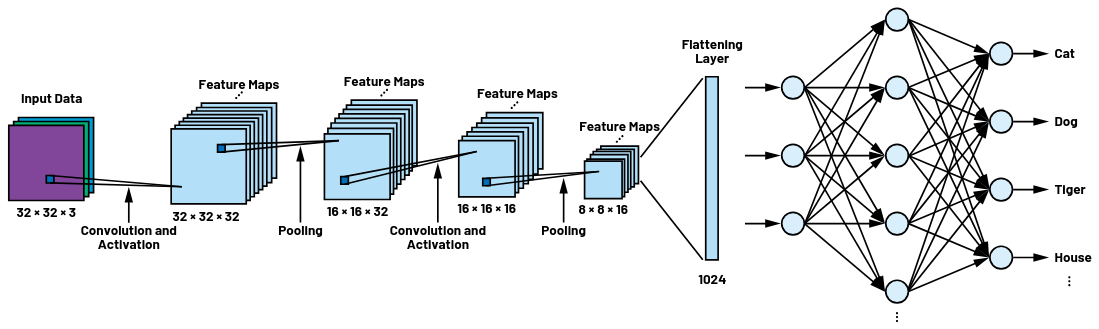 Input Data
32 × 32 × 3
Convolution and
Activation
Feature Maps
32 × 32 × 32
Pooling
Feature Maps
16 × 16 × 32
Convolution and
Activation
Feature Maps
16 × 16 × 16
Pooling
Feature Maps
8 × 8 × 16
Flattening
Layer
1024
Cat
Dog
Tiger
House